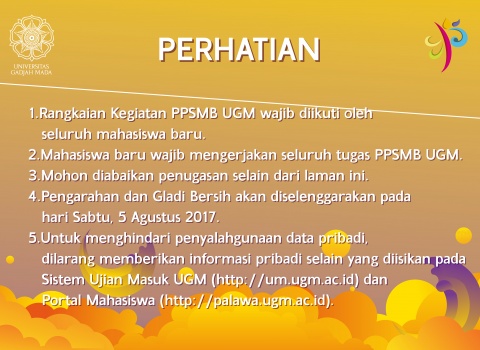 UNIVERSITAS
GADJAH MADA
PERHATIAN
1.Rangkaian Kegiatan PPSMB UGM wajib diikuti oleh
seluruh mahasiswa baru.
2.Mahasiswa baru wajib mengerjakan seluruh tugas PPSMB UGM.
3.Mohon diabaikan penugasan selain dari laman ini.
4.Pengarahan dan Gladi Bersih akan diselenggarakan pada
hari Sabtu, 5 Agustus 2017.
5.Untuk menghindari penyalahgunaan data pribadi,
dilarang memberikan informasi pribadi selain yang diisikan pada
Sistem Ujian Masuk UGM (http://um.ugm.ac.id) dan
Portal Mahasiswa (http://palawa.ugm.ac.id).